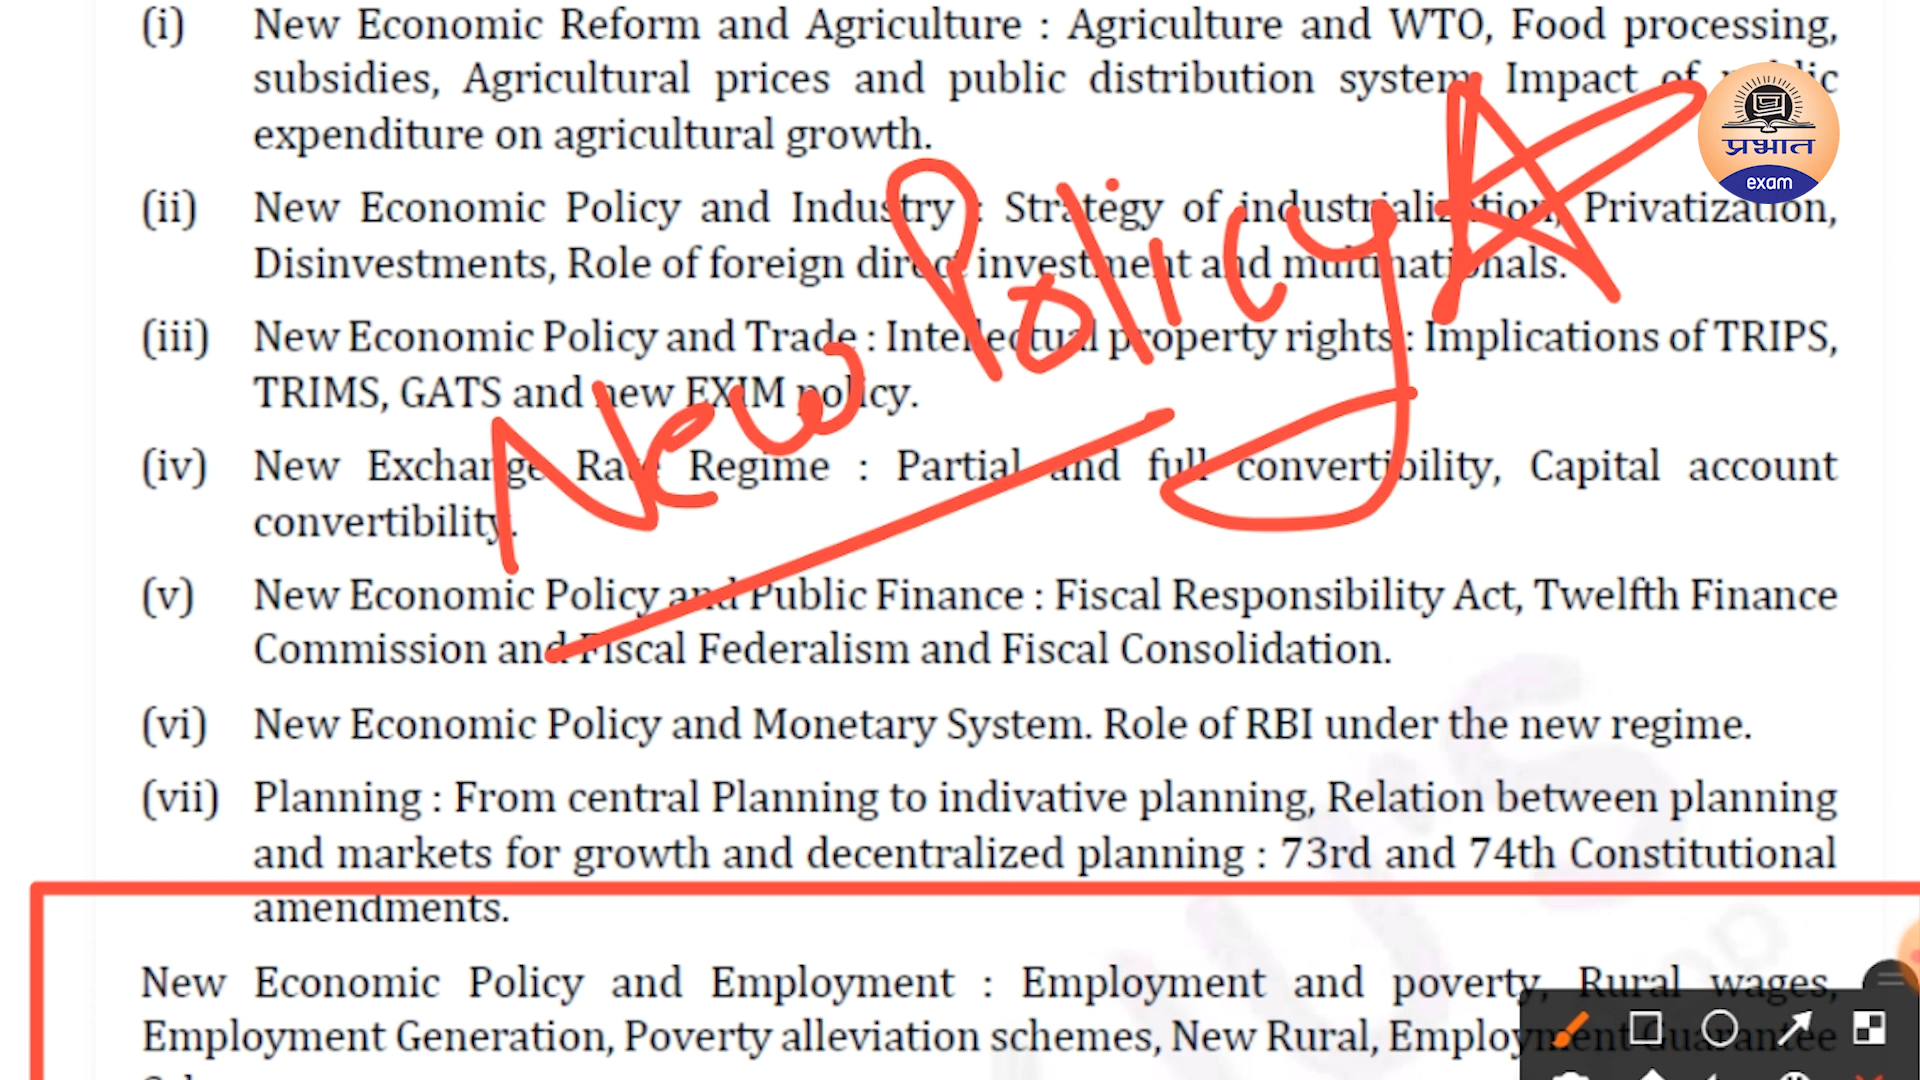 (i) New Economic Reform and Agriculture : Agriculture and WTO, Food processing,
subsidies, Agricultural prices and public distribution system, Impact of public
expenditure on agricultural growth.
(ii) New Economic Policy and Industry : Strategy of industrialization, Privatization,
Disinvestments, Role of foreign direct investment and multinationals.
(iii) New Economic Policy and Trade : Intellectual property rights : Implications of TRIPS,
TRIMS, GATS and new EXIM policy.
(iv) New Exchange Rate Regime : Partial and full convertibility, Capital account
convertibility.
(v) New Economic Policy and Public Finance : Fiscal Responsibility Act, Twelfth Finance
Commission and Fiscal Federalism and Fiscal Consolidation.
(vi) New Economic Policy and Monetary System. Role of RBI under the new regime.
(vii) Planning : From central Planning to indivative planning, Relation between planning
and markets for growth and decentralized planning : 73rd and 74th Constitutional
amendments.
New Economic Policy and Employment : Employment and poverty, Rural wages,
Employment Generation, Poverty alleviation schemes, New Rural, Employment Guarantee
New Policy
प्रभात
exam